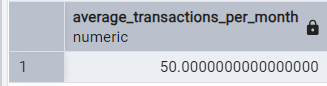 average_transactions_per_month
numeric
1 50.0000000000000000